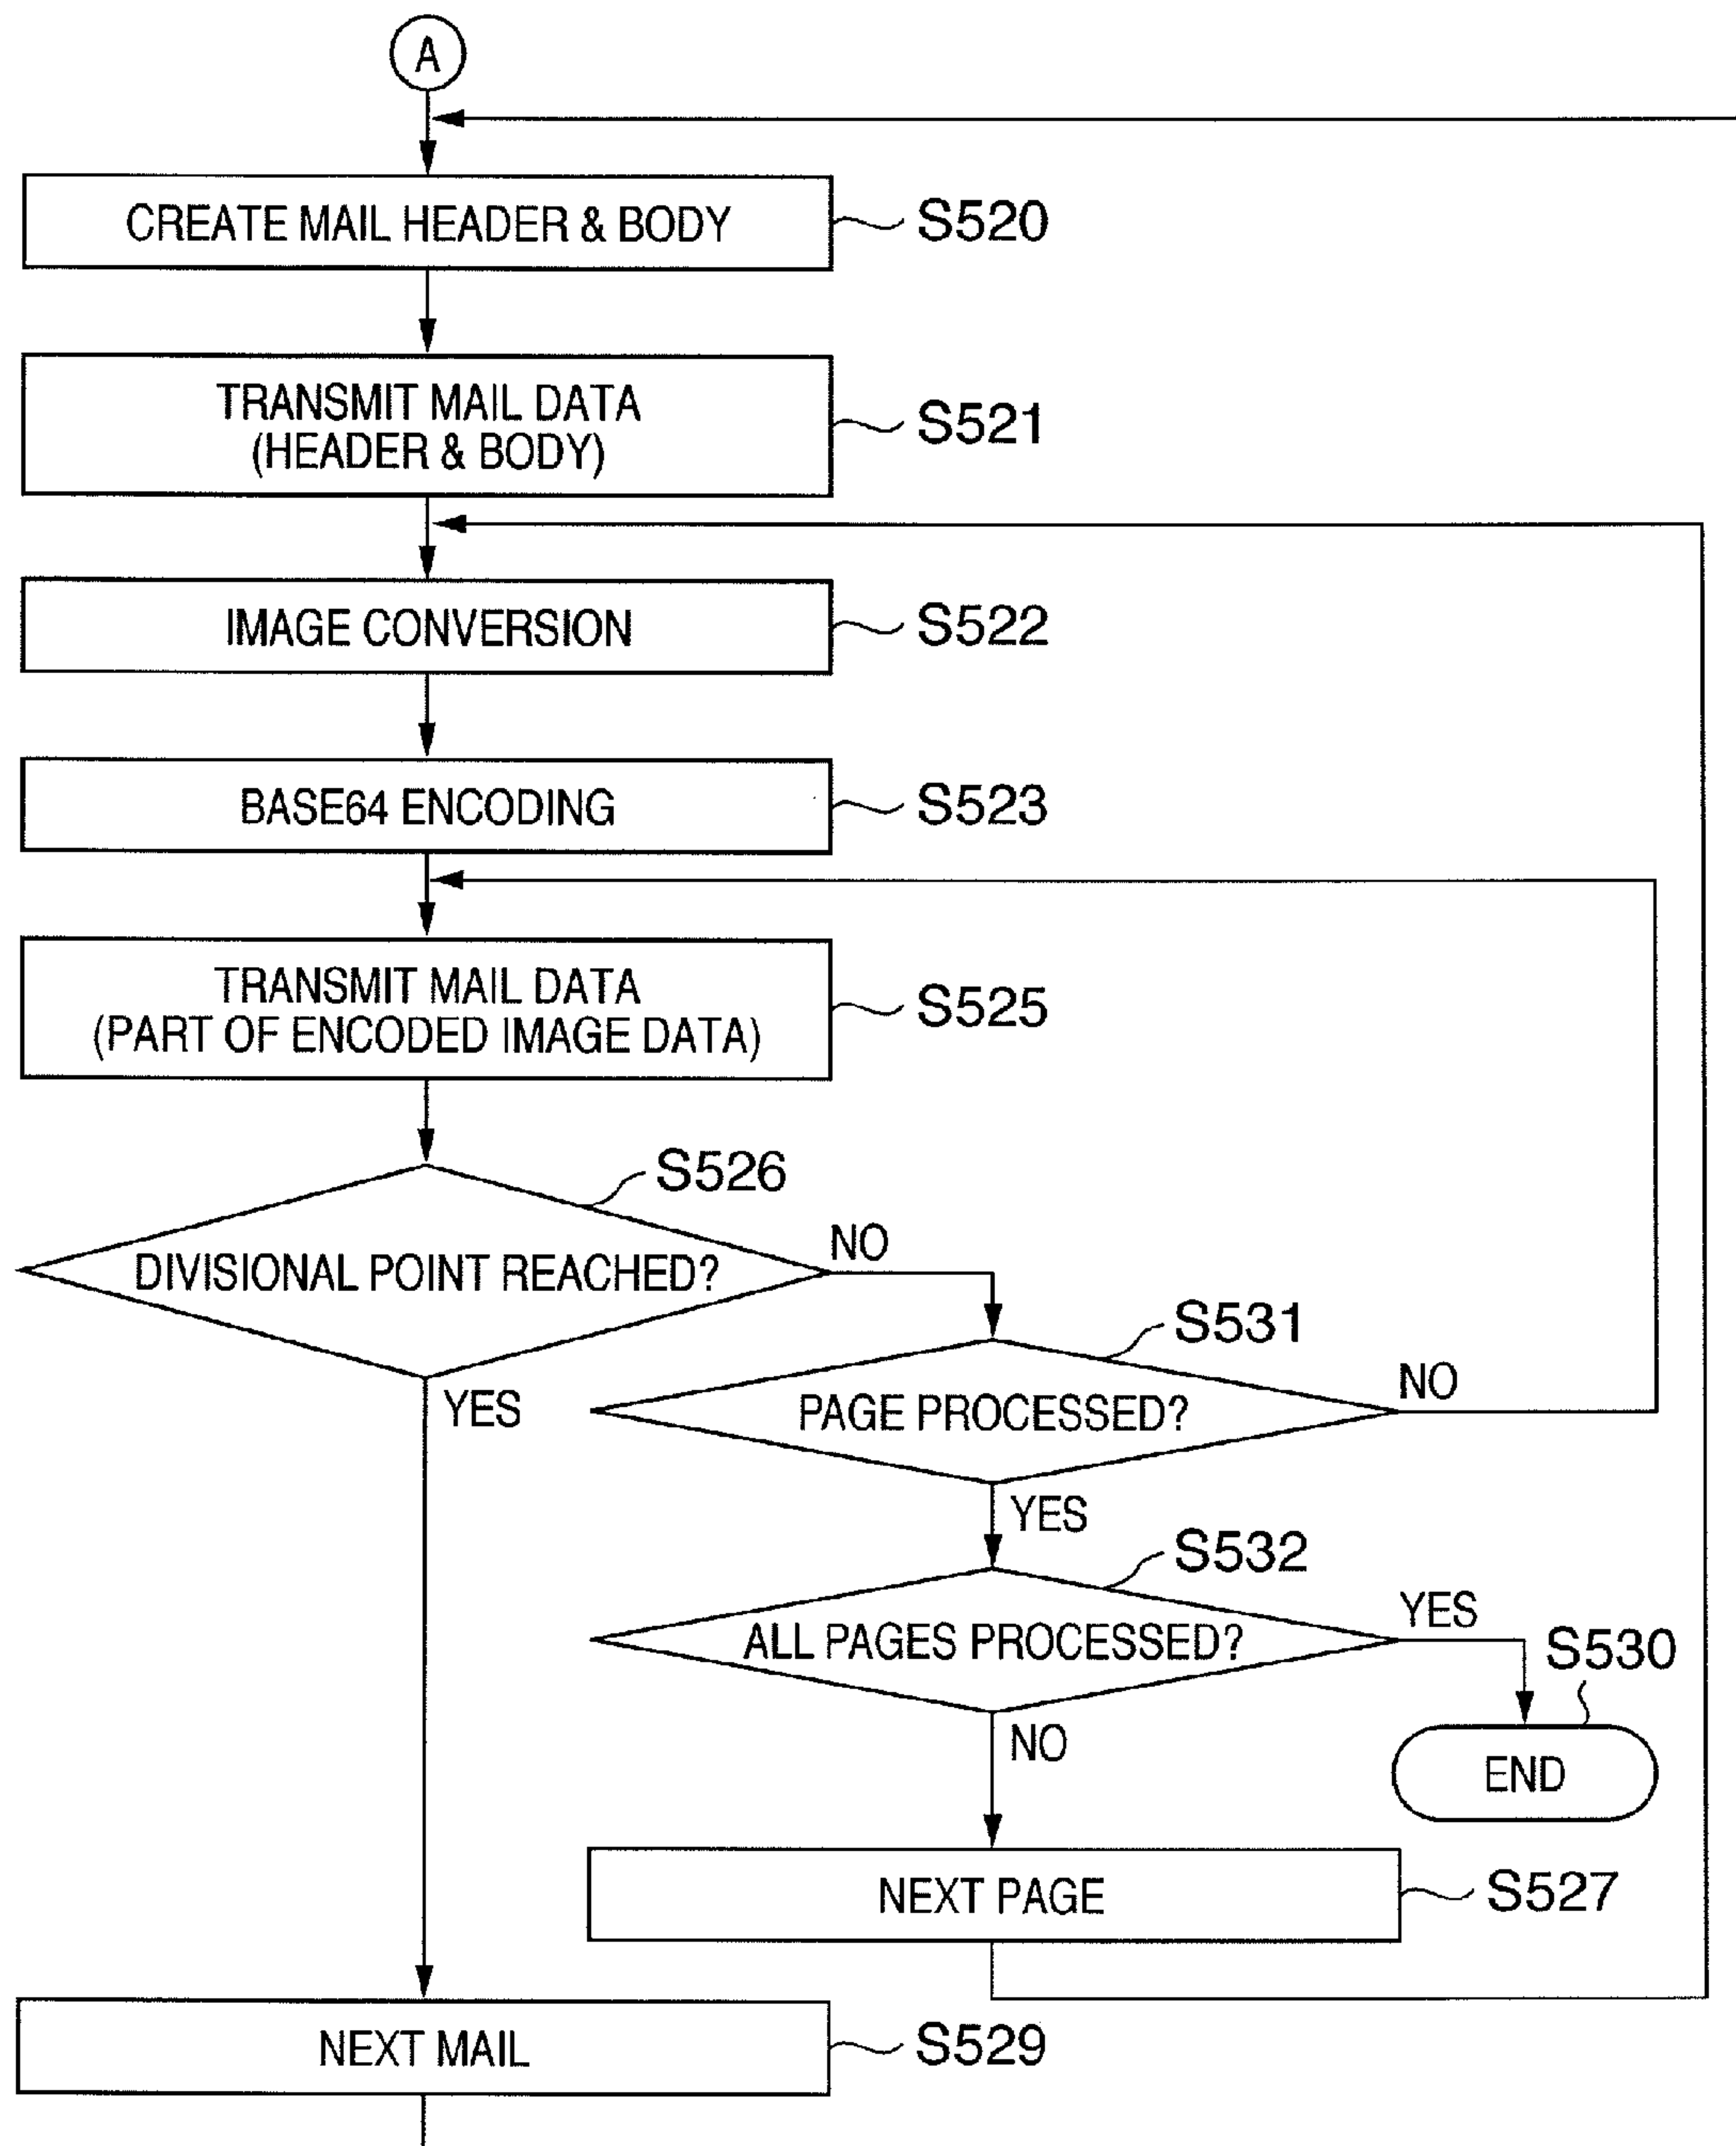 A
CREATE MAIL HEADER & BODY
S520
TRANSMIT MAIL DATA
(HEADER & BODY)
S521
IMAGE CONVERSION
S522
BASE64 ENCODING
S523
TRANSMIT MAIL DATA
(PART OF ENCODED IMAGE DATA)
S525
S526
DIVISIONAL POINT REACHED?
NO
YES
S531
PAGE PROCESSED?
NO
YES
S532
ALL PAGES PROCESSED?
YES
S530
END
NO
NEXT PAGE
S527
NEXT MAIL
S529